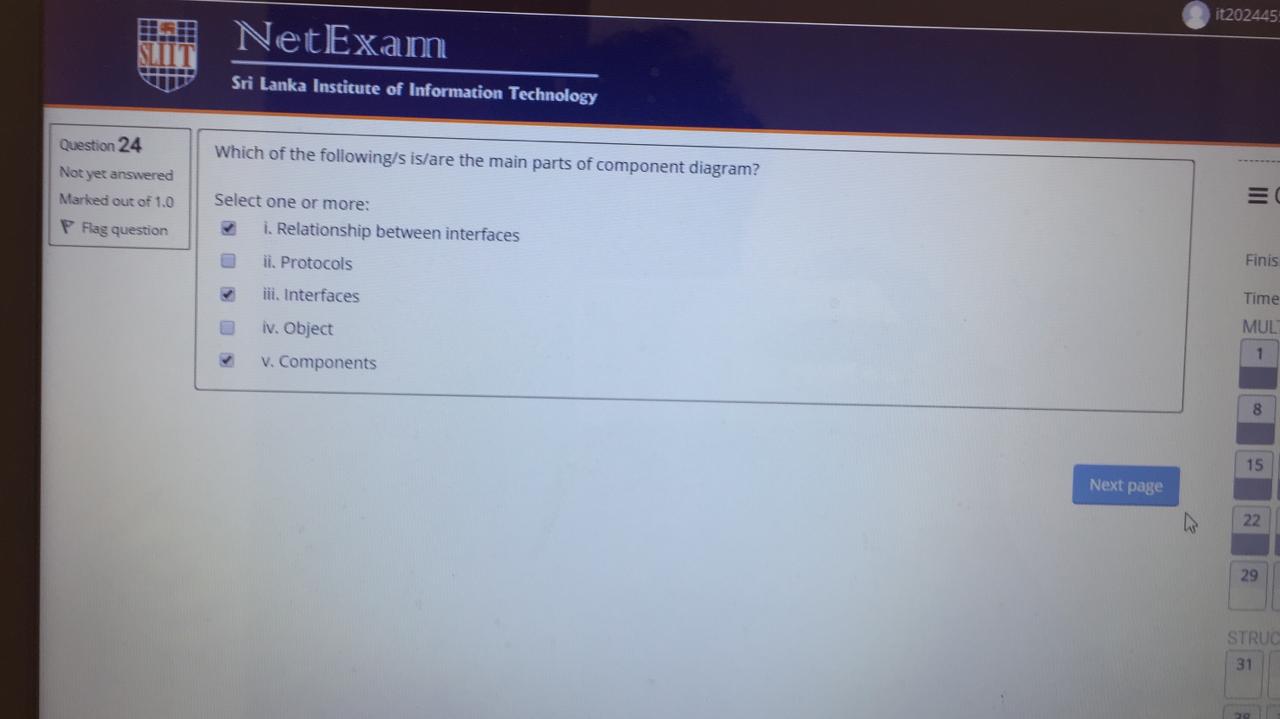 it202445
SLIIT
NetExam
Sri Lanka Institute of Information Technology
Question 24
Not yet answered
Marked out of 1.0
Flag question
Which of the following/s is/are the main parts of component diagram?
Select one or more:
i. Relationship between interfaces
ii. Protocols
iii. Interfaces
iv. Object
v. Components
Next page
Finis
Time
MUL
1
8
15
22
29
STRUC
31